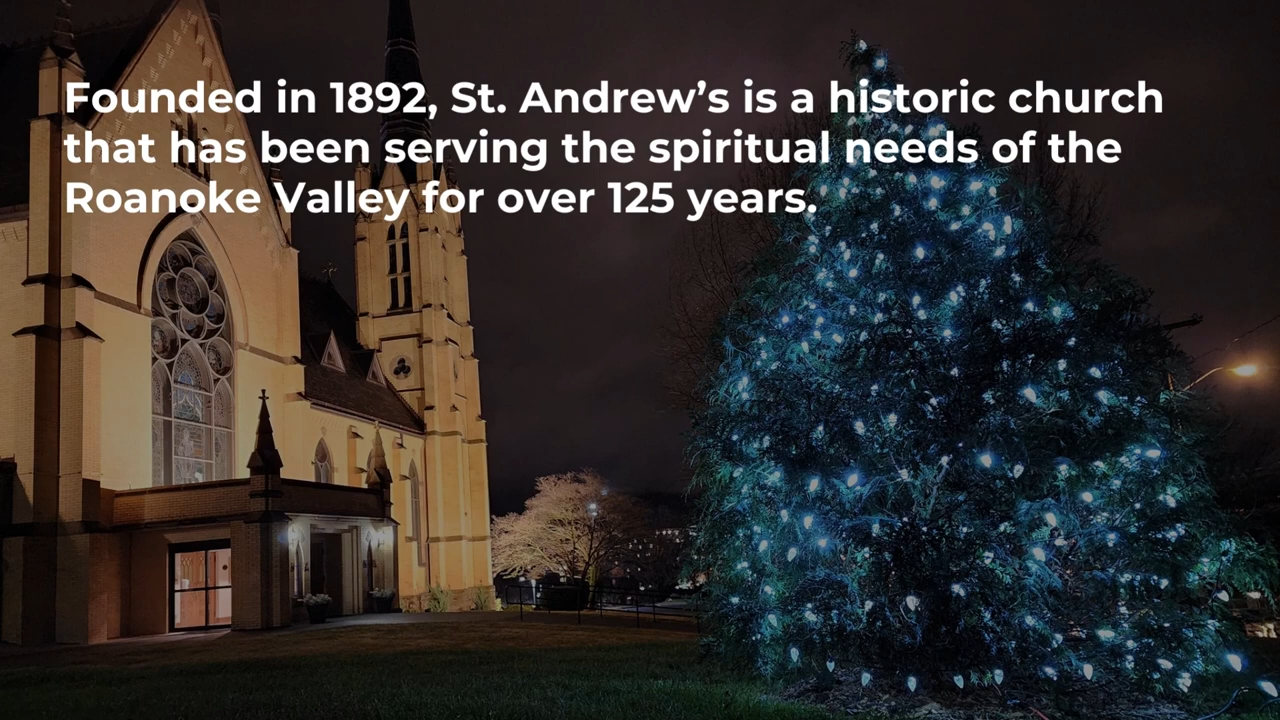 Founded in 1892, St. Andrew’s is a historic church
that has been serving the spiritual needs of the
Roanoke Valley for over 125 years.